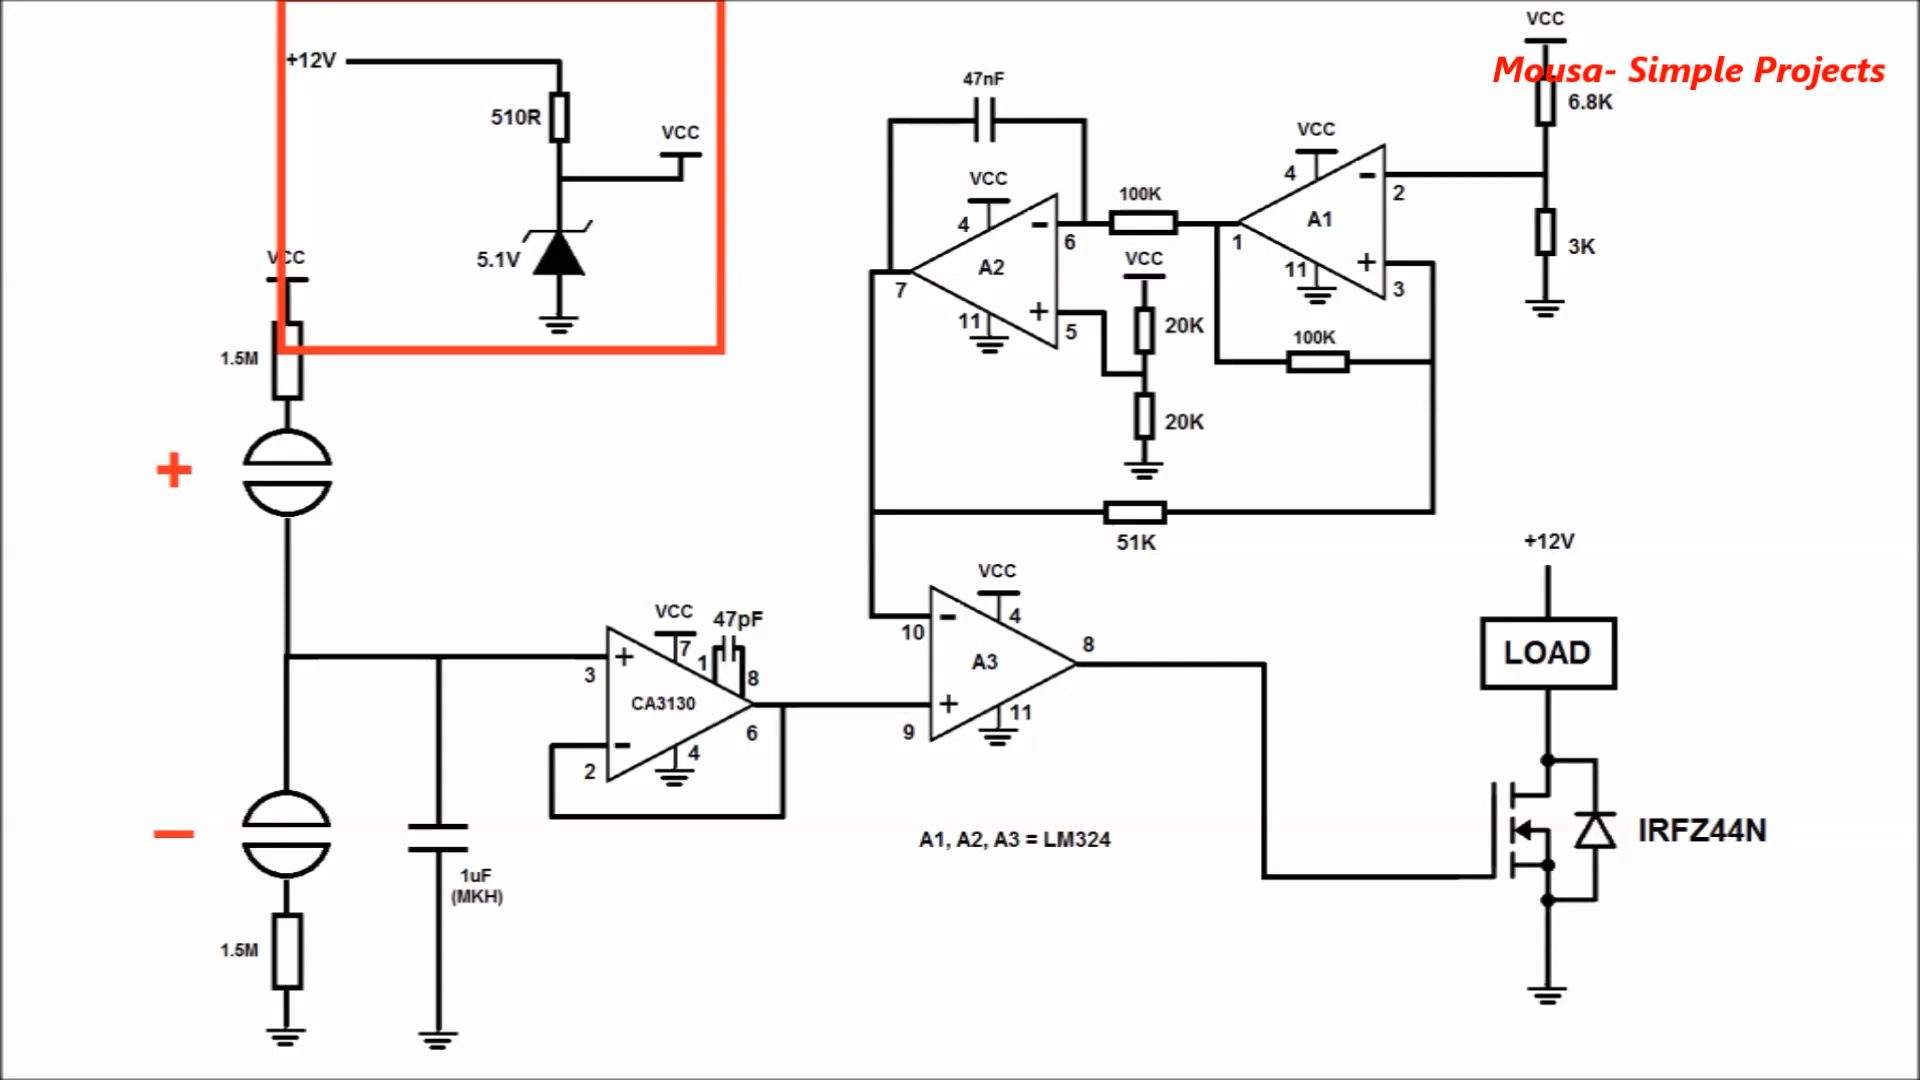 VCC
Mousa- Simple Projects
+12V
47nF
6.8K
510R
VCC
VCC
4
-
2
VCC
100K
A1
4
-
6
1
VCC
3K
VCC
5.1V
A2
11
+
3
7
11
+
5
20K
100K
1.5M
20K
+
51K
+12V
VCC
4
VCC
47pF
7
1
10
-
8
LOAD
+
3
8
A3
CA3130
+
11
6
9
-
4
2
-
A1, A2, A3 = LM324
IRFZ44N
1uF
(MKH)
1.5M